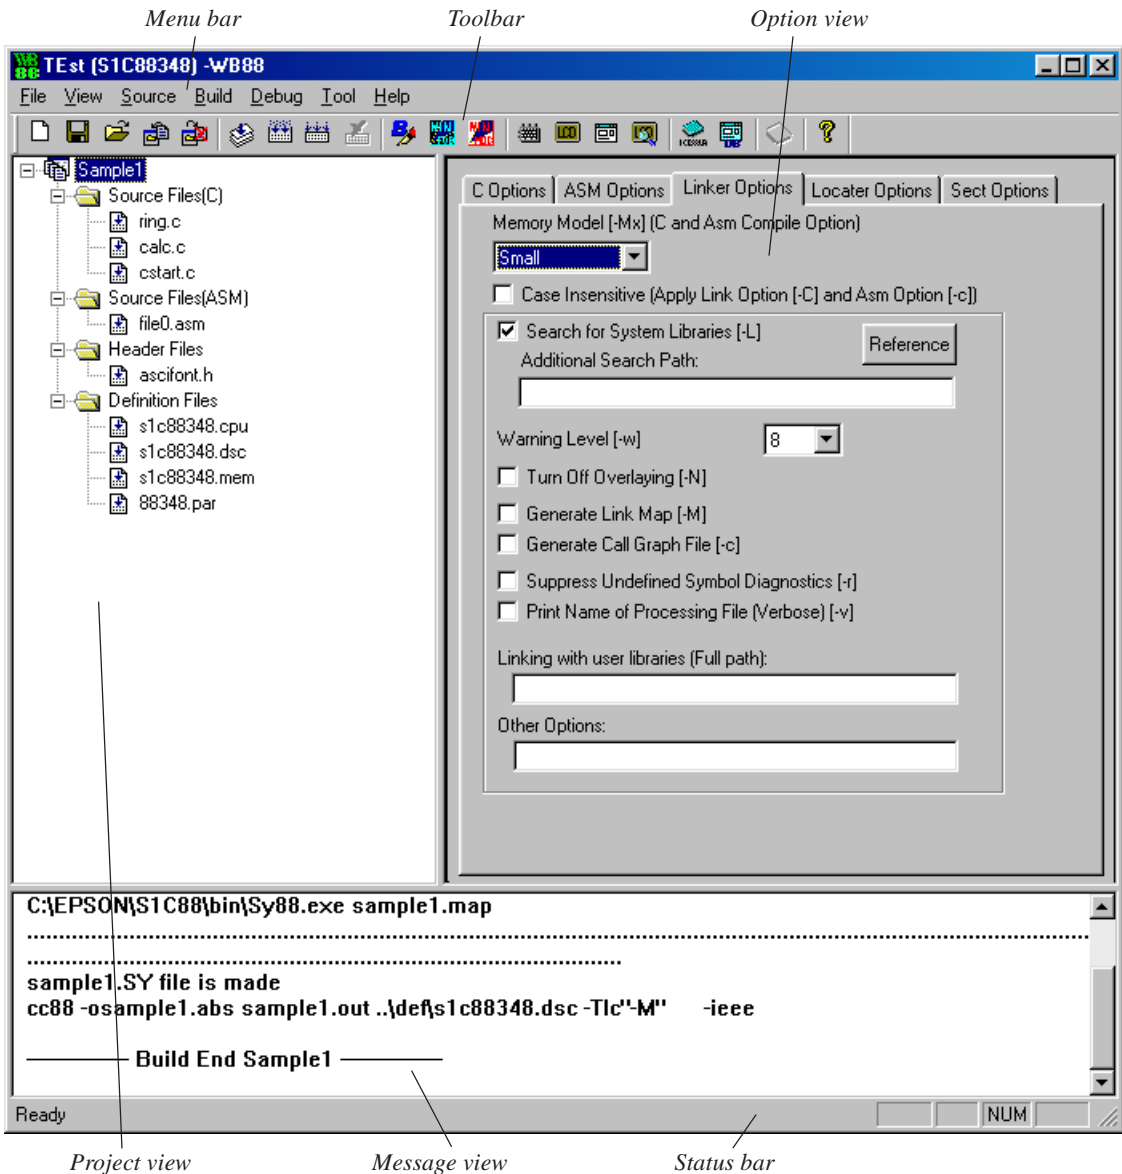 Menu bar Toolbar Option view
TEst (S1C88348) -WB88
File View Source Build Debug Tool Help
Sample1
Source Files(C)
ring.c
calc.c
cstart.c
Source Files(ASM)
file0.asm
Header Files
ascifont.h
Definition Files
s1c88348.cpu
s1c88348.dsc
s1c88348.mem
88348.par
C Options ASM Options Linker Options Locater Options Sect Options
Memory Model [-Mx] (C and Asm Compile Option)
Small
Case Insensitive (Apply Link Option [-C] and Asm Option [-c])
Search for System Libraries [-L]
Reference
Additional Search Path:
Warning Level [-w] 8
Turn Off Overlaying [-N]
Generate Link Map [-M]
Generate Call Graph File [-c]
Suppress Undefined Symbol Diagnostics [-r]
Print Name of Processing File (Verbose) [-v]
Linking with user libraries (Full path):
Other Options:
C:\EPSON\S1C88\bin\Sy88.exe sample1.map
sample1.SY file is made
cc88 -osample1.abs sample1.out ..\def\s1c88348.dsc -Tlc"-M" -ieee
Build End Sample1
Ready NUM
Project view Message view Status bar